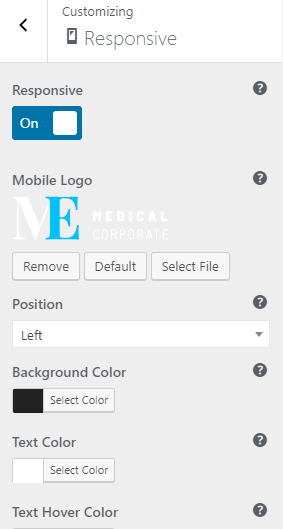 Customizing
Responsive
Responsive
On
Mobile Logo
ME MEDICAL
CORPORATE
Remove Default Select File
Position
Left
Background Color
Select Color
Text Color
Select Color
Text Hover Color